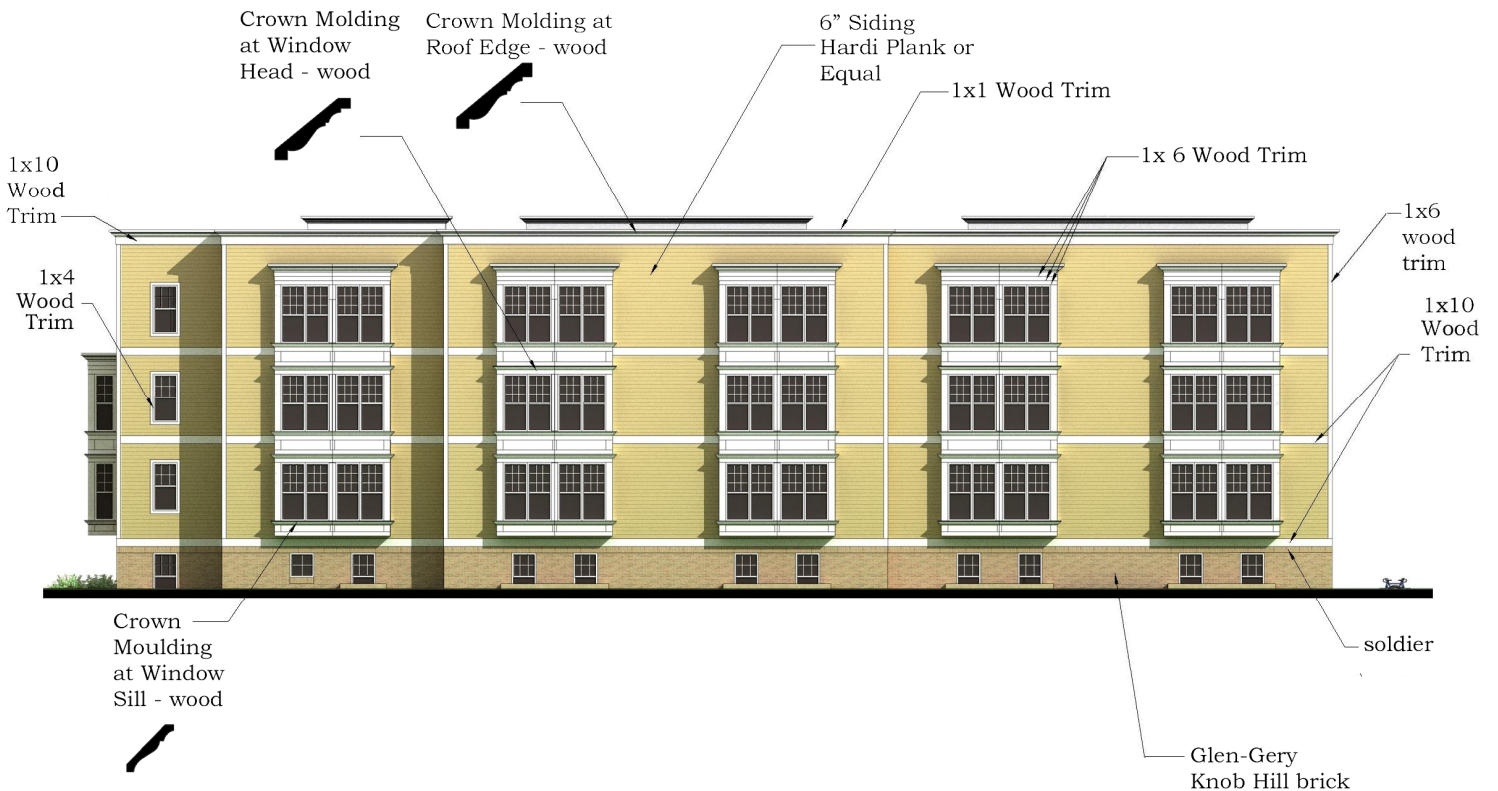 Crown Molding
at Window
Head - wood
Crown Molding at
Roof Edge - wood
6” Siding
Hardi Plank or
Equal
1x1 Wood Trim
1x 6 Wood Trim
1x10
Wood
Trim
1x6
wood
trim
1x4
Wood
Trim
1x10
Wood
Trim
Crown
Moulding
at Window
Sill - wood
soldier
Glen-Gery
Knob Hill brick